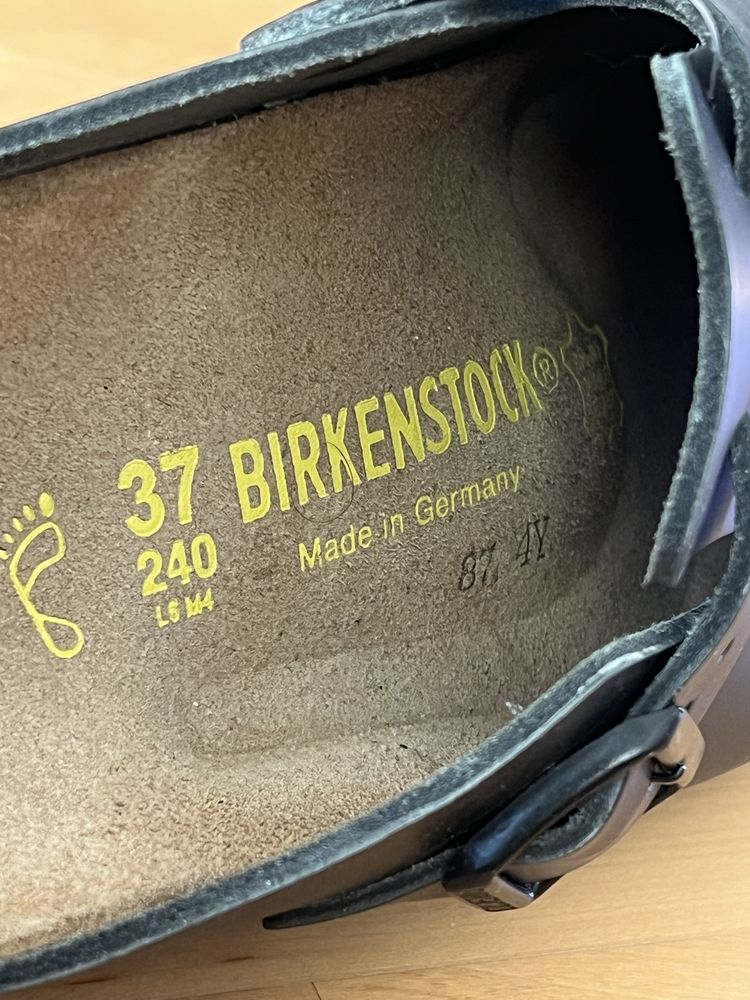 37 BIRKENSTOCK®
240 Made in Germany
L6 M4
87. 4Y